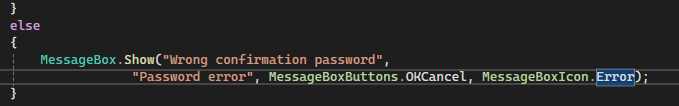 }
else
{
MessageBox.Show("Wrong confirmation password",
"Password error", MessageBoxButtons.OKCancel, MessageBoxIcon.Error);
}